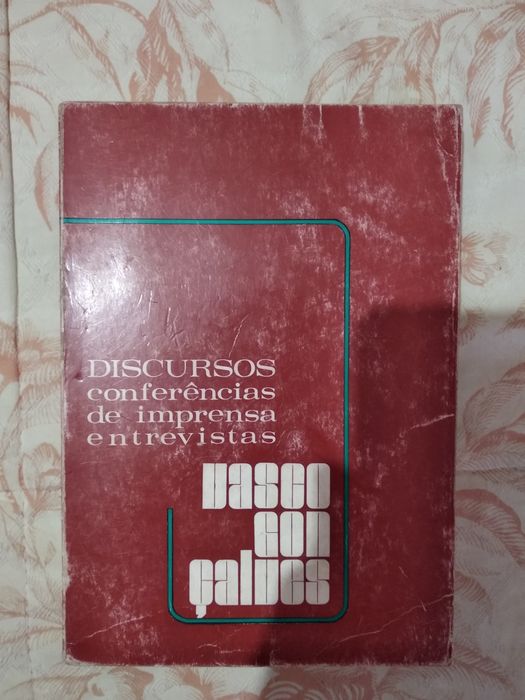 DISCURSOS
conferências
de imprensa
entrevistas
vasco
gon
çalves